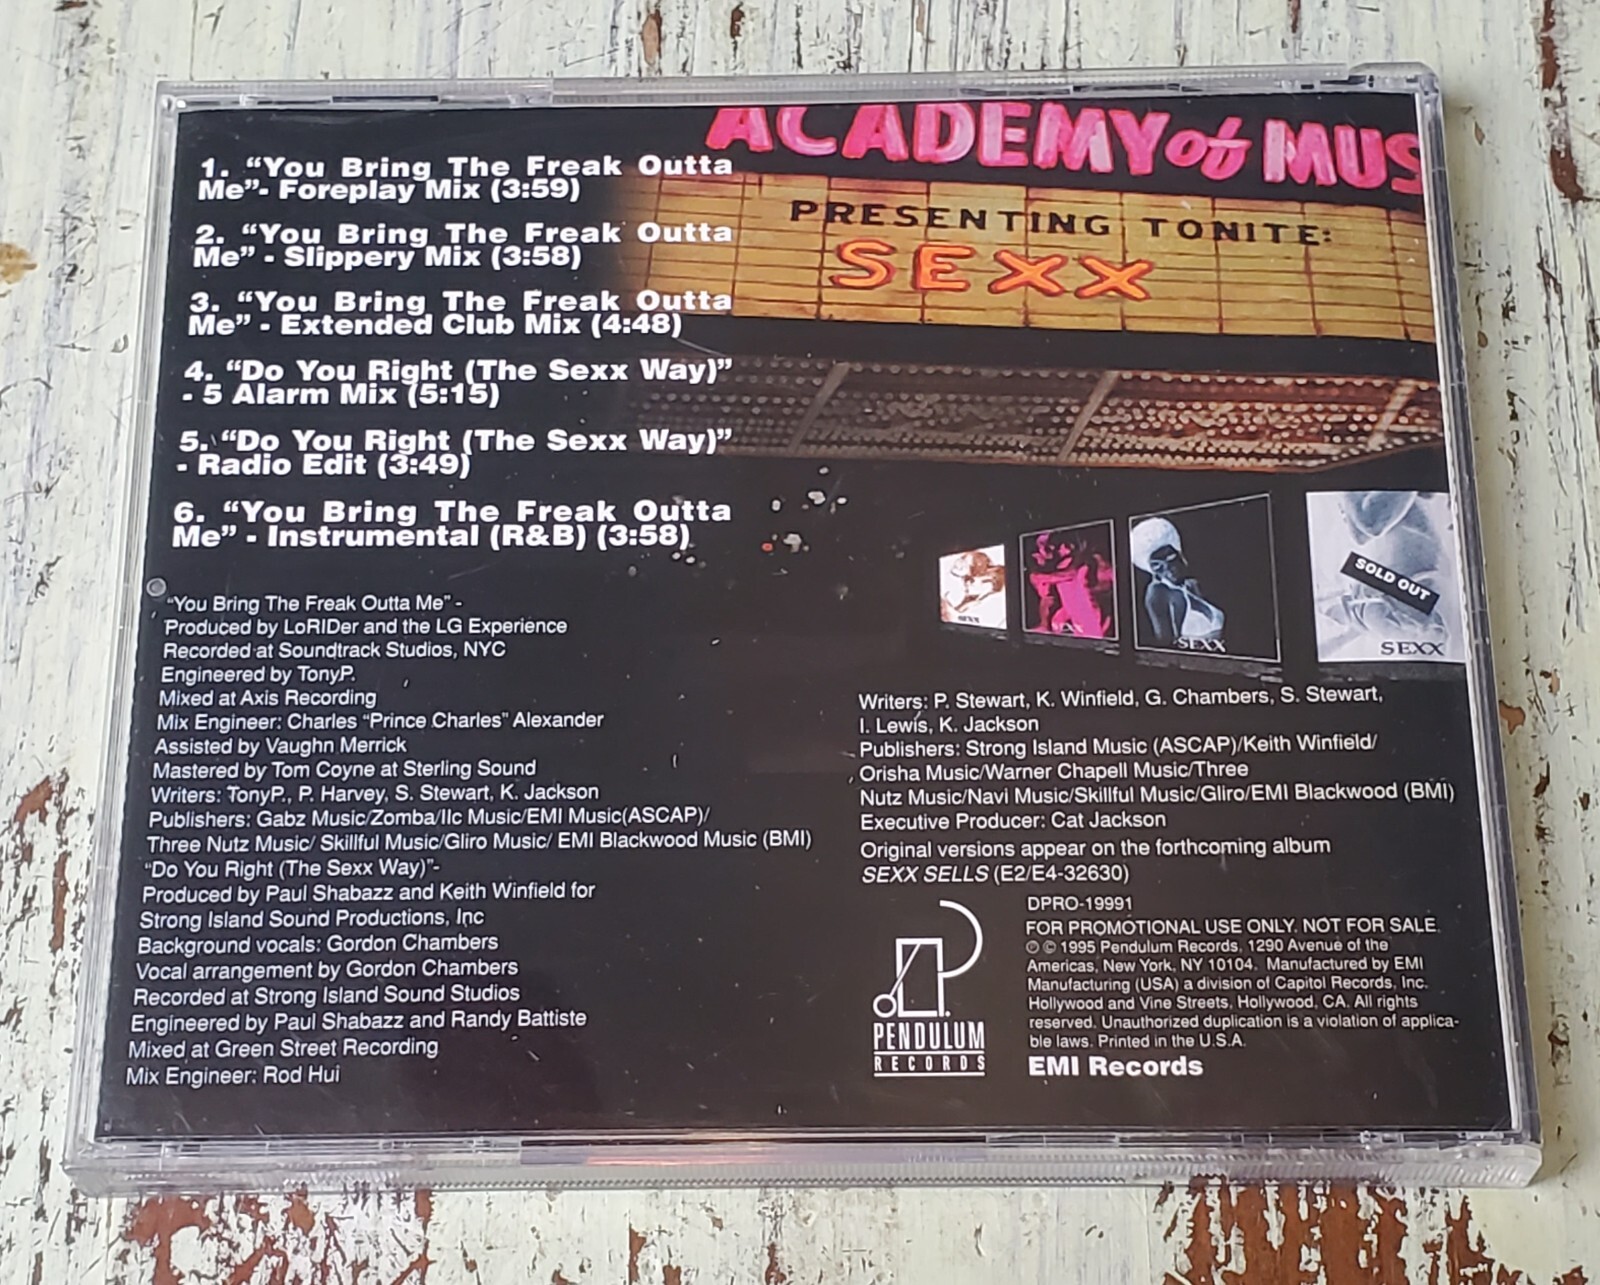 ACADEMY of MUS
PRESENTING TONITE:
SEXX
1. “You Bring The Freak Outta
Me”- Foreplay Mix (3:59)
2. “You Bring The Freak Outta
Me” - Slippery Mix (3:58)
3. “You Bring The Freak Outta
Me” - Extended Club Mix (4:48)
4. “Do You Right (The Sexx Way)”
- 5 Alarm Mix (5:15)
5. “Do You Right (The Sexx Way)”
- Radio Edit (3:49)
6. “You Bring The Freak Outta
Me” - Instrumental (R&B) (3:58)
SEXX
SEXX
SEXX
SOLD OUT
SEXX
“You Bring The Freak Outta Me” -
Produced by LoRIDer and the LG Experience
Recorded at Soundtrack Studios, NYC
Engineered by TonyP.
Mixed at Axis Recording
Mix Engineer: Charles “Prince Charles” Alexander
Assisted by Vaughn Merrick
Mastered by Tom Coyne at Sterling Sound
Writers: TonyP., P. Harvey, S. Stewart, K. Jackson
Publishers: Gabz Music/Zomba/IIc Music/EMI Music(ASCAP)/
Three Nutz Music/ Skillful Music/Gliro Music/ EMI Blackwood Music (BMI)
“Do You Right (The Sexx Way)”-
Produced by Paul Shabazz and Keith Winfield for
Strong Island Sound Productions, Inc
Background vocals: Gordon Chambers
Vocal arrangement by Gordon Chambers
Recorded at Strong Island Sound Studios
Engineered by Paul Shabazz and Randy Battiste
Mixed at Green Street Recording
Mix Engineer: Rod Hui
Writers: P. Stewart, K. Winfield, G. Chambers, S. Stewart,
I. Lewis, K. Jackson
Publishers: Strong Island Music (ASCAP)/Keith Winfield/
Orisha Music/Warner Chapell Music/Three
Nutz Music/Navi Music/Skillful Music/Gliro/EMI Blackwood (BMI)
Executive Producer: Cat Jackson
Original versions appear on the forthcoming album
SEXX SELLS (E2/E4-32630)
PENDULUM
RECORDS
DPRO-19991
FOR PROMOTIONAL USE ONLY. NOT FOR SALE.
℗ © 1995 Pendulum Records, 1290 Avenue of the
Americas, New York, NY 10104. Manufactured by EMI
Manufacturing (USA) a division of Capitol Records, Inc.
Hollywood and Vine Streets, Hollywood, CA. All rights
reserved. Unauthorized duplication is a violation of applica-
ble laws. Printed in the U.S.A.
EMI Records